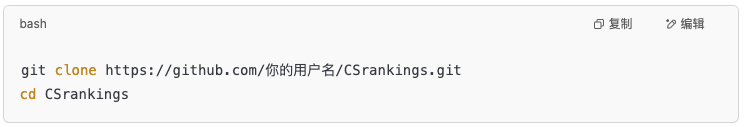 bash 复制 编辑
git clone https://github.com/你的用户名/CSrankings.git
cd CSrankings